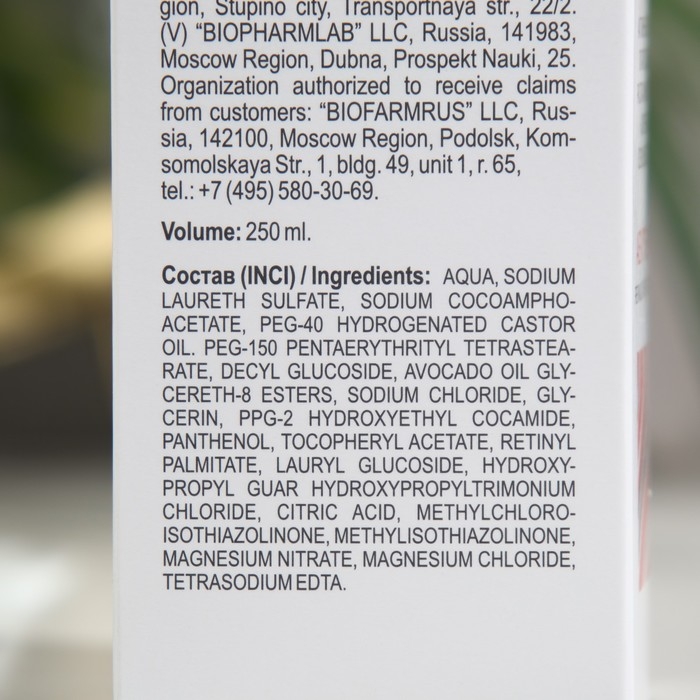 gion, Stupino city, Transportnaya str., 22/2.
(V) “BIOPHARMLAB” LLC, Russia, 141983,
Moscow Region, Dubna, Prospekt Nauki, 25.
Organization authorized to receive claims
from customers: “BIOFARMRUS” LLC, Rus-
sia, 142100, Moscow Region, Podolsk, Kom-
somolskaya Str., 1, bldg. 49, unit 1, r. 65,
tel.: +7 (495) 580-30-69.
Volume: 250 ml.
Состав (INCI) / Ingredients: AQUA, SODIUM
LAURETH SULFATE, SODIUM COCOAMPHO-
ACETATE, PEG-40 HYDROGENATED CASTOR
OIL. PEG-150 PENTAERYTHRITYL TETRASTEA-
RATE, DECYL GLUCOSIDE, AVOCADO OIL GLY-
CERETH-8 ESTERS, SODIUM CHLORIDE, GLY-
CERIN, PPG-2 HYDROXYETHYL COCAMIDE,
PANTHENOL, TOCOPHERYL ACETATE, RETINYL
PALMITATE, LAURYL GLUCOSIDE, HYDROXY-
PROPYL GUAR HYDROXYPROPYLTRIMONIUM
CHLORIDE, CITRIC ACID, METHYLCHLORO-
ISOTHIAZOLINONE, METHYLISOTHIAZOLINONE,
MAGNESIUM NITRATE, MAGNESIUM CHLORIDE,
TETRASODIUM EDTA.